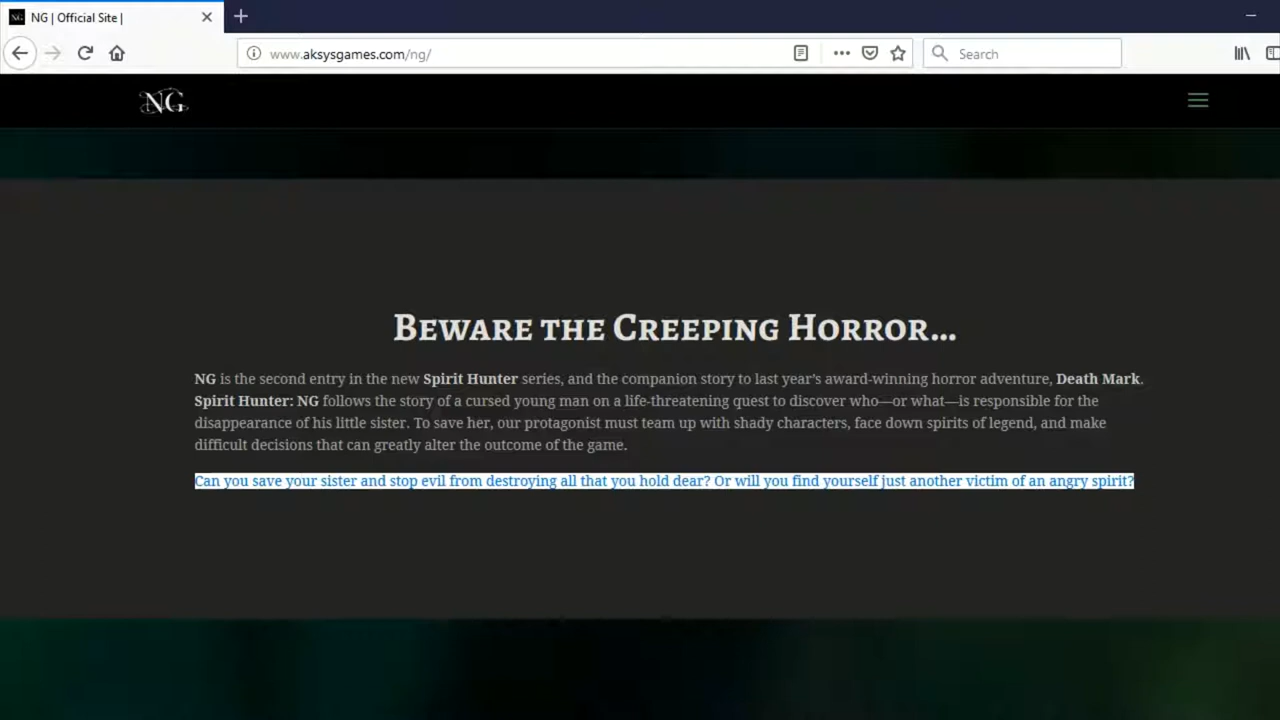 NG | Official Site |
www.aksysgames.com/ng/
Search
NG
Beware the Creeping Horror...
NG is the second entry in the new Spirit Hunter series, and the companion story to last year’s award-winning horror adventure, Death Mark.
Spirit Hunter: NG follows the story of a cursed young man on a life-threatening quest to discover who—or what—is responsible for the
disappearance of his little sister. To save her, our protagonist must team up with shady characters, face down spirits of legend, and make
difficult decisions that can greatly alter the outcome of the game.
Can you save your sister and stop evil from destroying all that you hold dear? Or will you find yourself just another victim of an angry spirit?